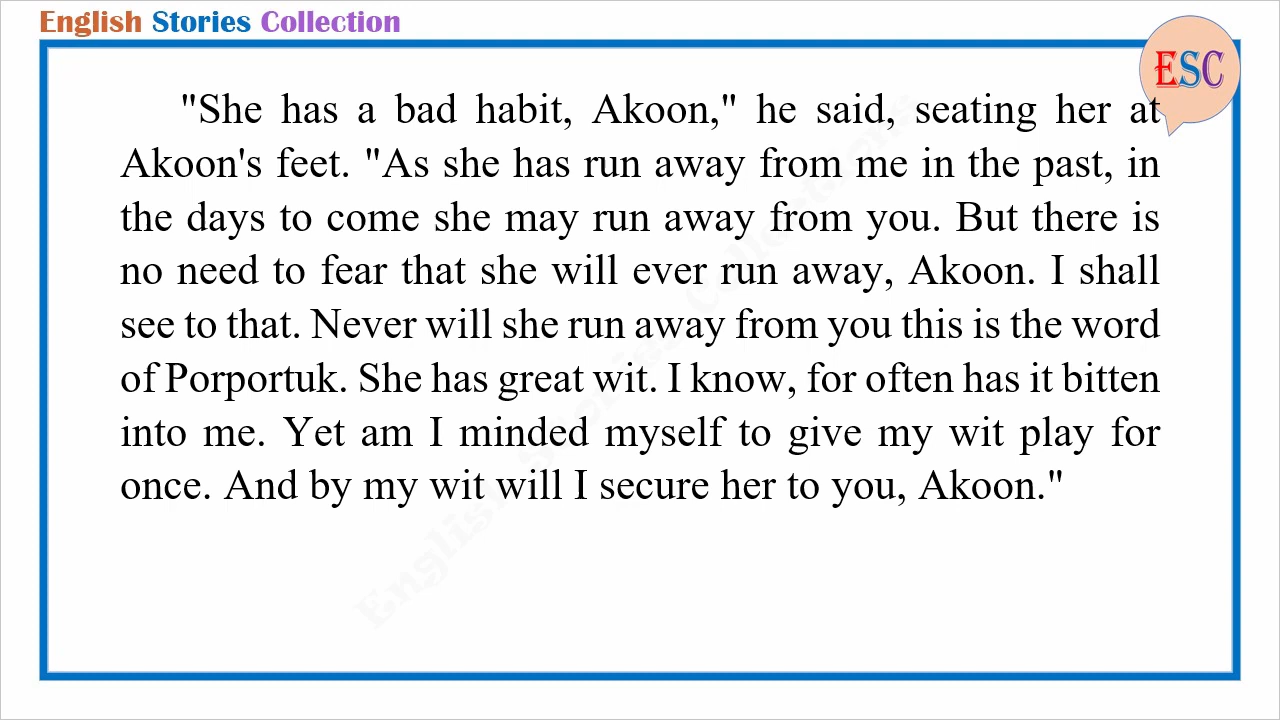 English Stories Collection
ESC
"She has a bad habit, Akoon," he said, seating her at
Akoon's feet. "As she has run away from me in the past, in
the days to come she may run away from you. But there is
no need to fear that she will ever run away, Akoon. I shall
see to that. Never will she run away from you this is the word
of Porportuk. She has great wit. I know, for often has it bitten
into me. Yet am I minded myself to give my wit play for
once. And by my wit will I secure her to you, Akoon."
English Stories Collections